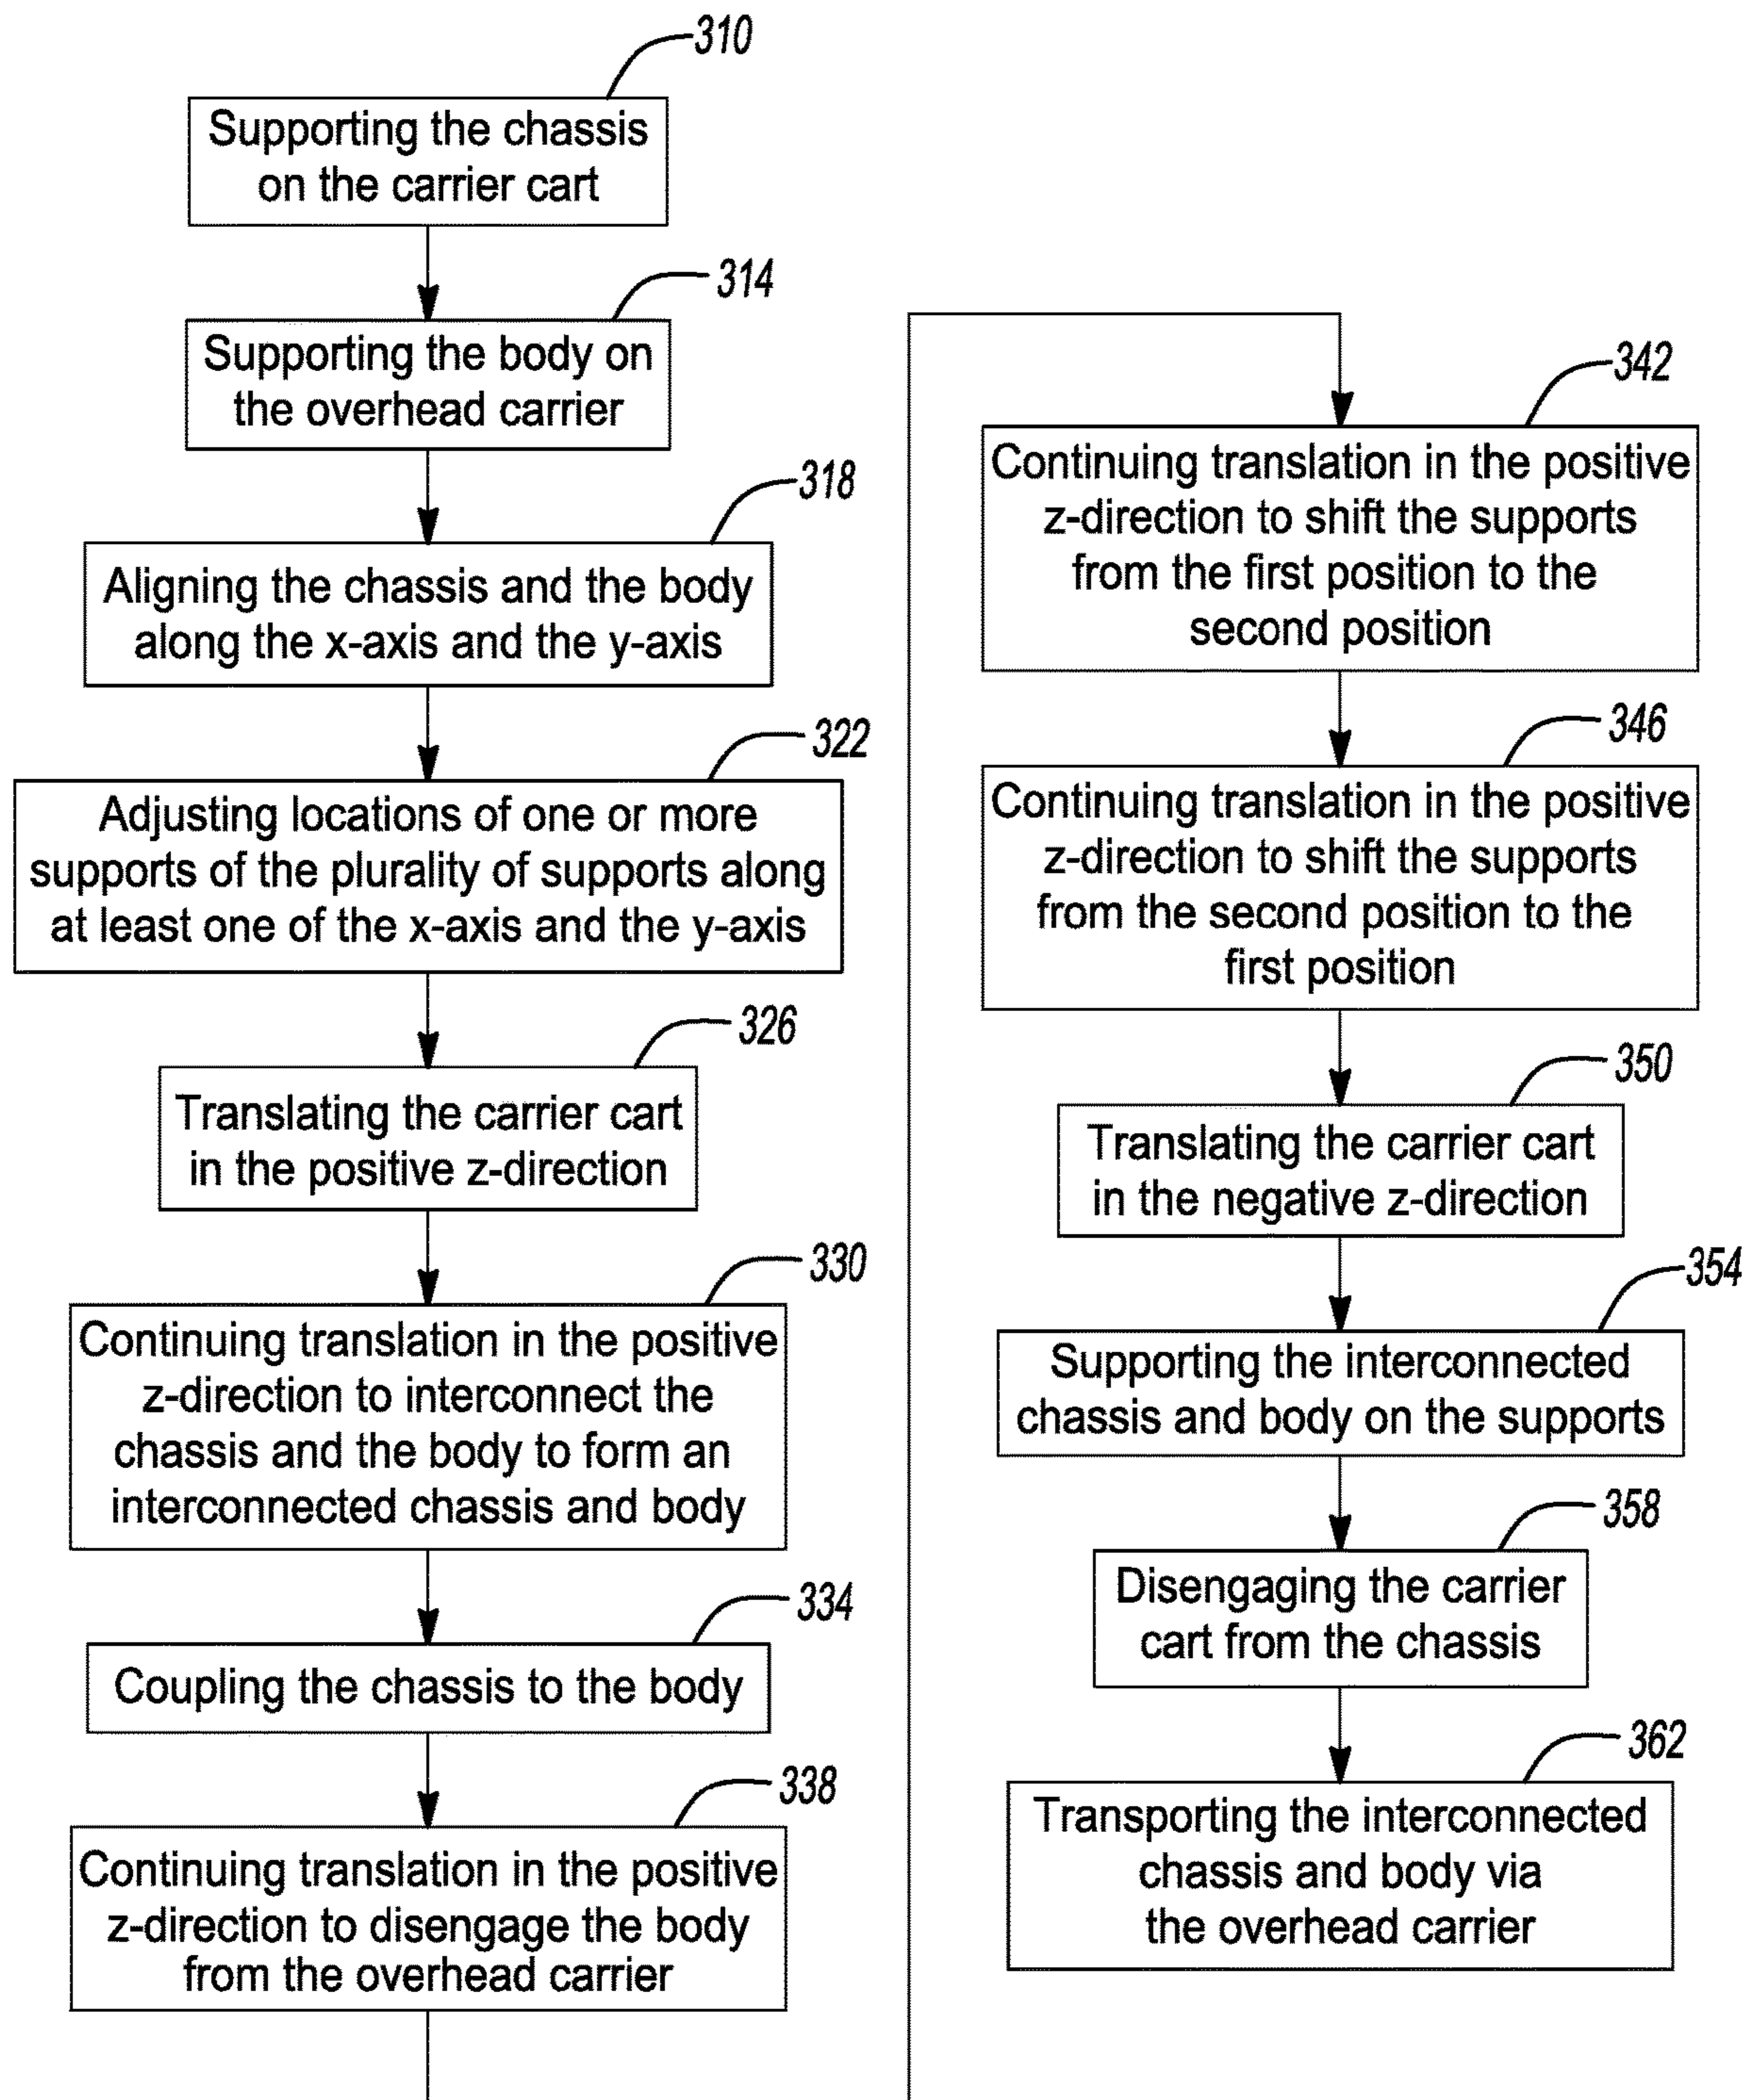 310
Supporting the chassis
on the carrier cart
314
Supporting the body on
the overhead carrier
318
Aligning the chassis and the body
along the x-axis and the y-axis
322
Adjusting locations of one or more
supports of the plurality of supports along
at least one of the x-axis and the y-axis
326
Translating the carrier cart
in the positive z-direction
330
Continuing translation in the positive
z-direction to interconnect the
chassis and the body to form an
interconnected chassis and body
334
Coupling the chassis to the body
338
Continuing translation in the positive
z-direction to disengage the body
from the overhead carrier
342
Continuing translation in the positive
z-direction to shift the supports
from the first position to the
second position
346
Continuing translation in the positive
z-direction to shift the supports
from the second position to the
first position
350
Translating the carrier cart
in the negative z-direction
354
Supporting the interconnected
chassis and body on the supports
358
Disengaging the carrier
cart from the chassis
362
Transporting the interconnected
chassis and body via
the overhead carrier